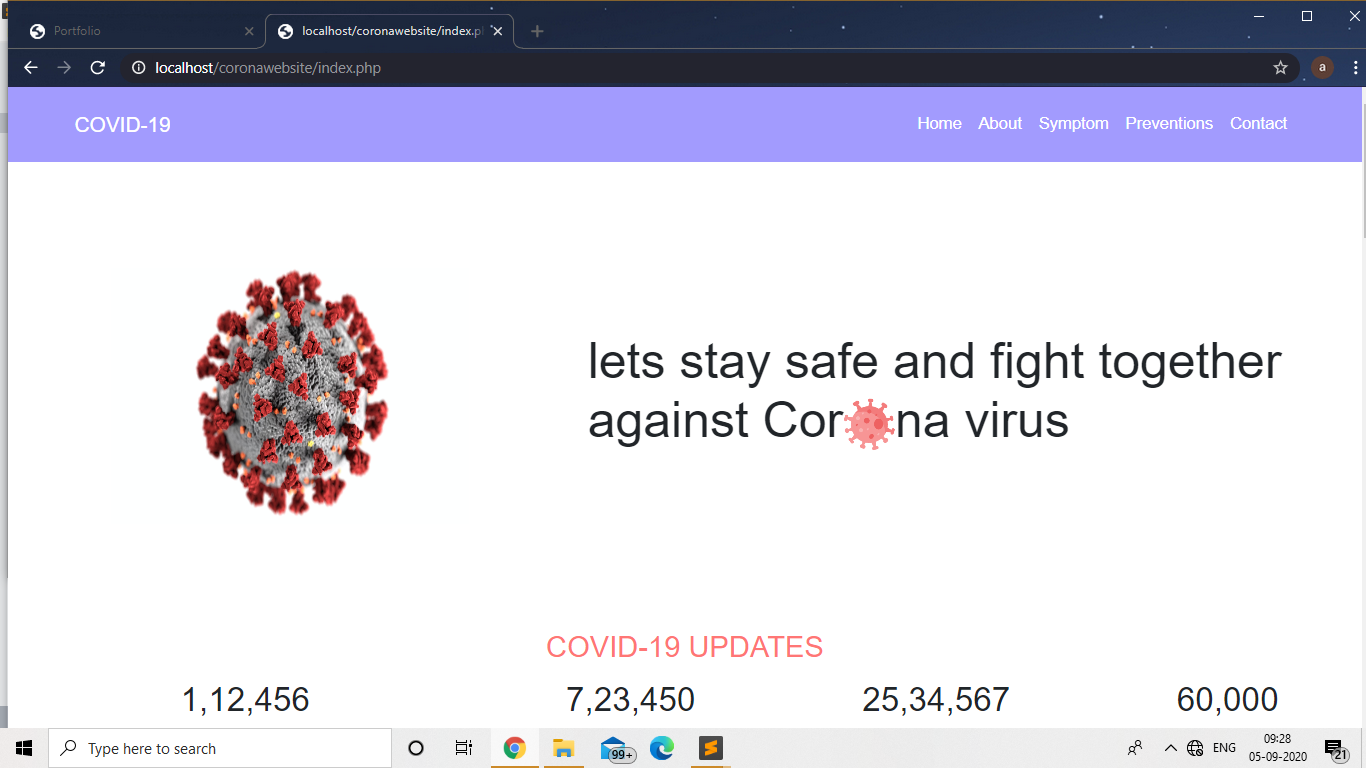 Portfolio
localhost/coronawebsite/index.p
localhost/coronawebsite/index.php
a
COVID-19
Home About Symptom Preventions Contact
lets stay safe and fight together
against Cor na virus
COVID-19 UPDATES
1,12,456 7,23,450 25,34,567 60,000
Type here to search
99+
ENG
09:28
05-09-2020
21